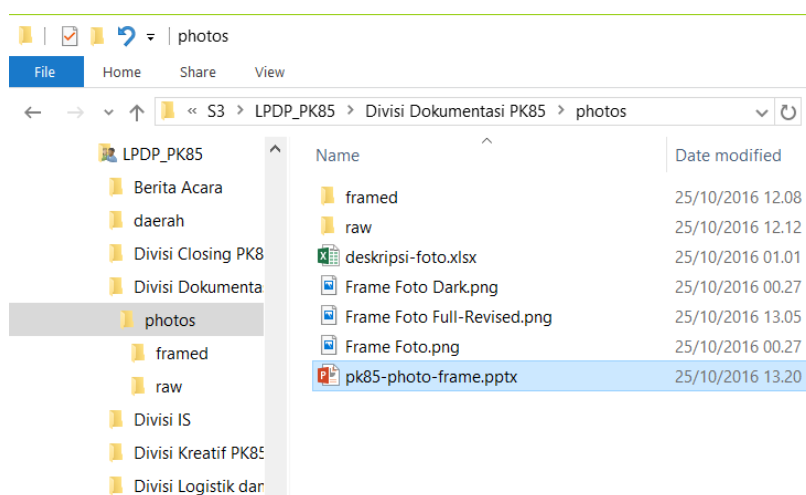 photos
File Home Share View
« S3 > LPDP_PK85 > Divisi Dokumentasi PK85 > photos
LPDP_PK85
Berita Acara
daerah
Divisi Closing PK8
Divisi Dokumenta
photos
framed
raw
Divisi IS
Divisi Kreatif PK85
Divisi Logistik dan
Name Date modified
framed 25/10/2016 12.08
raw 25/10/2016 12.12
deskripsi-foto.xlsx 25/10/2016 01.01
Frame Foto Dark.png 25/10/2016 00.27
Frame Foto Full-Revised.png 25/10/2016 13.05
Frame Foto.png 25/10/2016 00.27
pk85-photo-frame.pptx 25/10/2016 13.20